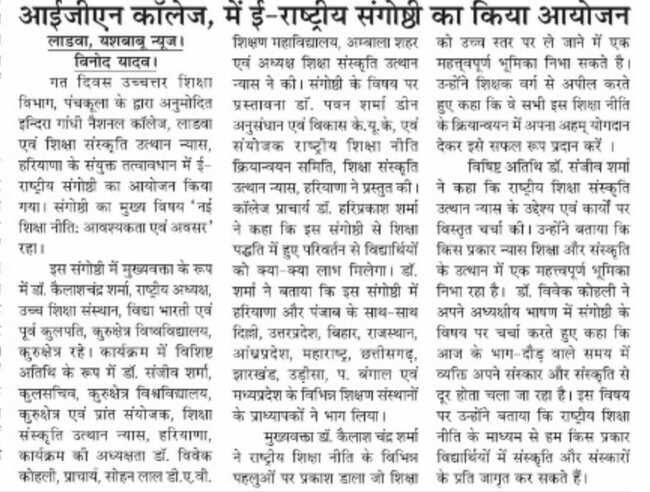 आईजीएन कॉलेज, में ई-राष्ट्रीय संगोष्ठी का किया आयोजन
लाडवा, यशबाबू न्यूज।
विनोद यादव।
गत दिवस उच्चत्तर शिक्षा
विभाग, पंचकूला के द्वारा अनुमोदित
इन्दिरा गांधी नैशनल कॉलेज, लाडवा
एवं शिक्षा संस्कृति उत्थान न्यास,
हरियाणा के संयुक्त तत्वावधान में ई-
राष्ट्रीय संगोष्ठी का आयोजन किया
गया। संगोष्ठी का मुख्य विषय ‘नई
शिक्षा नीति: आवश्यकता एवं अवसर’
रहा।
इस संगोष्ठी में मुख्यवक्ता के रूप
में डॉ. कैलाशचंद्र शर्मा, राष्ट्रीय अध्यक्ष,
उच्च शिक्षा संस्थान, विद्या भारती एवं
पूर्व कुलपति, कुरुक्षेत्र विष्वविद्यालय,
कुरुक्षेत्र रहे। कार्यक्रम में विशिष्ट
अतिथि के रूप में डॉ. संजीव शर्मा,
कुलसचिव, कुरुक्षेत्र विश्वविद्यालय,
कुरुक्षेत्र एवं प्रांत संयोजक, शिक्षा
संस्कृति उत्थान न्यास, हरियाणा,
कार्यक्रम की अध्यक्षता डॉ. विवेक
कोहली, प्राचार्य, सोहन लाल डी.ए.वी.
शिक्षण महाविद्यालय, अम्बाला शहर
एवं अध्यक्ष शिक्षा संस्कृति उत्थान
न्यास ने की। संगोष्ठी के विषय पर
प्रस्तावना डॉ. पवन शर्मा डीन
अनुसंधान एवं विकास के.यू.के, एवं
संयोजक राष्ट्रीय शिक्षा नीति
क्रियान्वयन समिति, शिक्षा संस्कृति
उत्थान न्यास, हरियाणा ने प्रस्तुत की।
कॉलेज प्राचार्य डॉ. हरिप्रकाश शर्मा
ने कहा कि इस संगोष्ठी से शिक्षा
पद्धति में हुए परिवर्तन से विद्यार्थियों
को क्या-क्या लाभ मिलेगा। डॉ.
शर्मा ने बताया कि इस संगोष्ठी में
हरियाणा और पंजाब के साथ-साथ
दिल्ली, उत्तरप्रदेश, बिहार, राजस्थान,
आंध्रप्रदेश, महाराष्ट्र, छत्तीसगढ़,
झारखंड, उड़ीसा, प. बंगाल एवं
मध्यप्रदेश के विभिन्न शिक्षण संस्थानों
के प्राध्यापकों ने भाग लिया।
मुख्यवक्ता डॉ. कैलाश चंद्र शर्मा
ने राष्ट्रीय शिक्षा नीति के विभिन्न
पहलुओं पर प्रकाश डाला जो शिक्षा
को उच्च स्तर पर ले जाने में एक
महत्त्वपूर्ण भूमिका निभा सकते है।
उन्होंने शिक्षक वर्ग से अपील करते
हुए कहा कि वे सभी इस शिक्षा नीति
के क्रियान्वयन में अपना अहम् योगदान
देकर इसे सफल रूप प्रदान करें ।
विषिष्ट अतिथि डॉ. संजीव शर्मा
ने कहा कि राष्ट्रीय शिक्षा संस्कृति
उत्थान न्यास के उद्देश्य एवं कार्यों पर
विस्तृत चर्चा की। उन्होंने बताया कि
किस प्रकार न्यास शिक्षा और संस्कृति
के उत्थान में एक महत्त्वपूर्ण भूमिका
निभा रहा है। डॉ. विवेक कोहली ने
अपने अध्यक्षीय भाषण में संगोष्ठी के
विषय पर चर्चा करते हुए कहा कि
आज के भाग-दौड़ वाले समय में
व्यक्ति अपने संस्कार और संस्कृति से
दूर होता चला जा रहा है। इस विषय
पर उन्होंने बताया कि राष्ट्रीय शिक्षा
नीति के माध्यम से हम किस प्रकार
विद्यार्थियों में संस्कृति और संस्कारों
के प्रति जागृत कर सकते हैं।